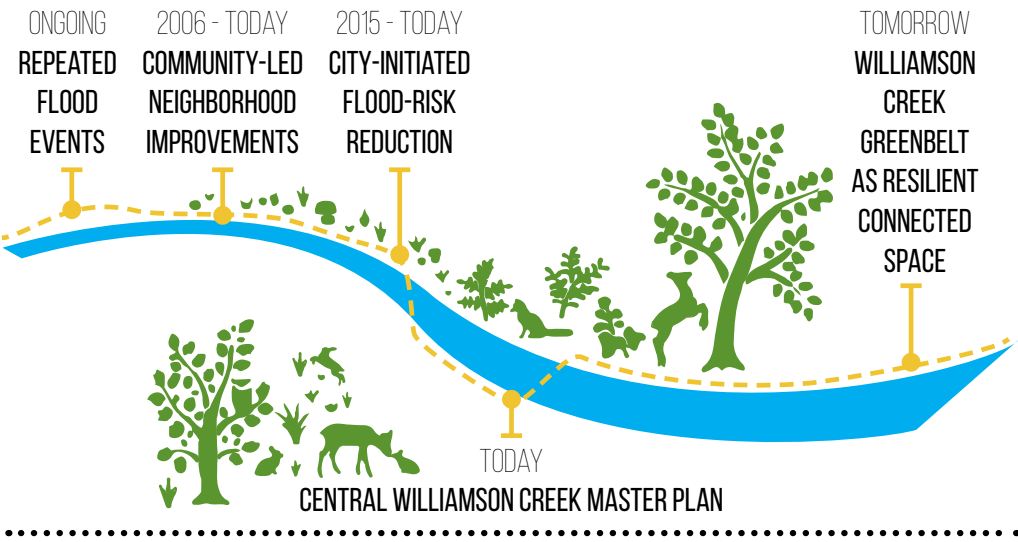 ONGOING
REPEATED
FLOOD
EVENTS
2006 - TODAY
COMMUNITY-LED
NEIGHBORHOOD
IMPROVEMENTS
2015 - TODAY
CITY-INITIATED
FLOOD-RISK
REDUCTION
TOMORROW
WILLIAMSON
CREEK
GREENBELT
AS RESILIENT
CONNECTED
SPACE
TODAY
CENTRAL WILLIAMSON CREEK MASTER PLAN